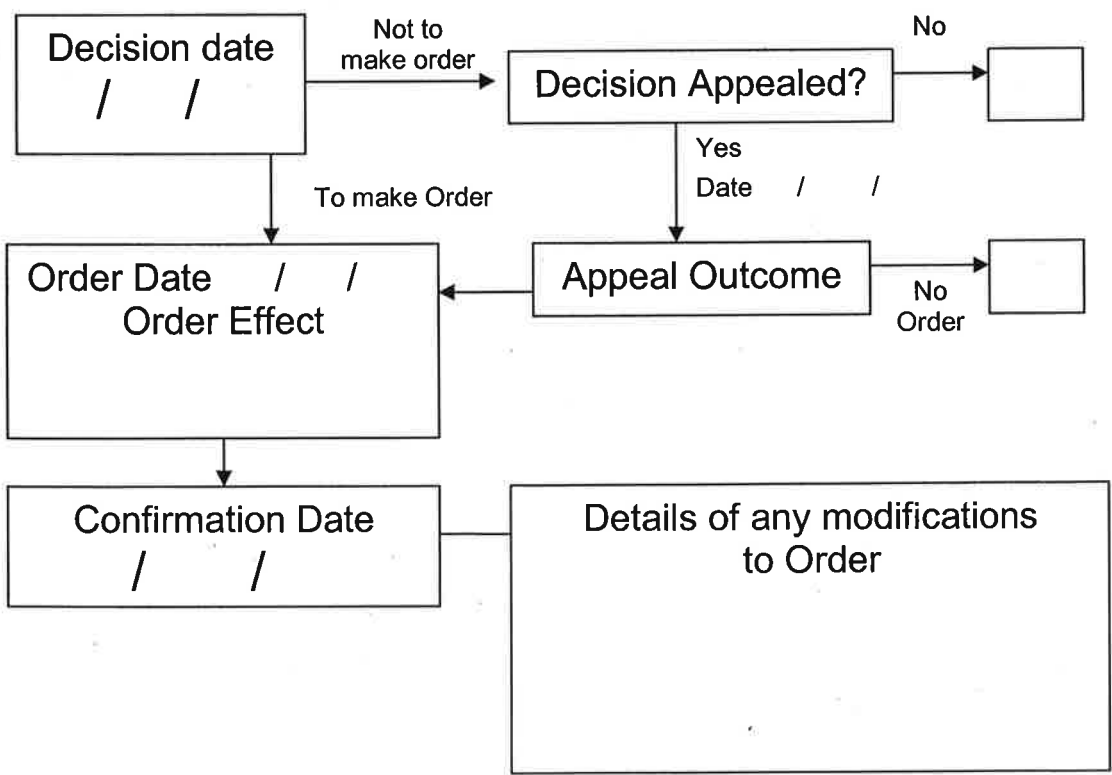 Decision date
/ /
Not to
make order
Decision Appealed?
No
Yes
Date / /
To make Order
Order Date / /
Order Effect
Appeal Outcome
No
Order
Confirmation Date
/ /
Details of any modifications
to Order